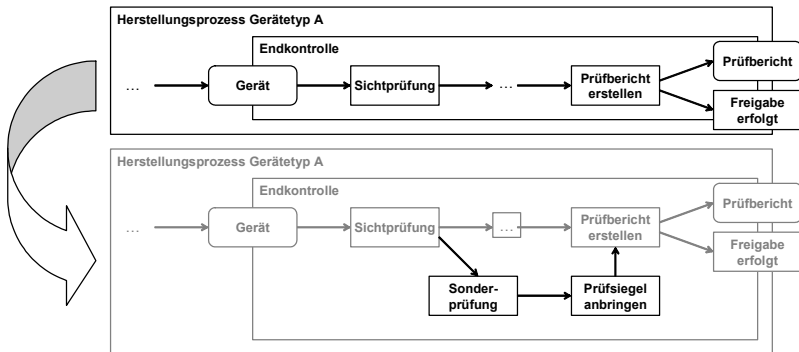 Herstellungsprozess Gerätetyp A
Endkontrolle
...
Gerät
Sichtprüfung
...
Prüfbericht
erstellen
Prüfbericht
Freigabe
erfolgt
Herstellungsprozess Gerätetyp A
Endkontrolle
...
Gerät
Sichtprüfung
...
Prüfbericht
erstellen
Prüfbericht
Freigabe
erfolgt
Sonder-
prüfung
Prüfsiegel
anbringen